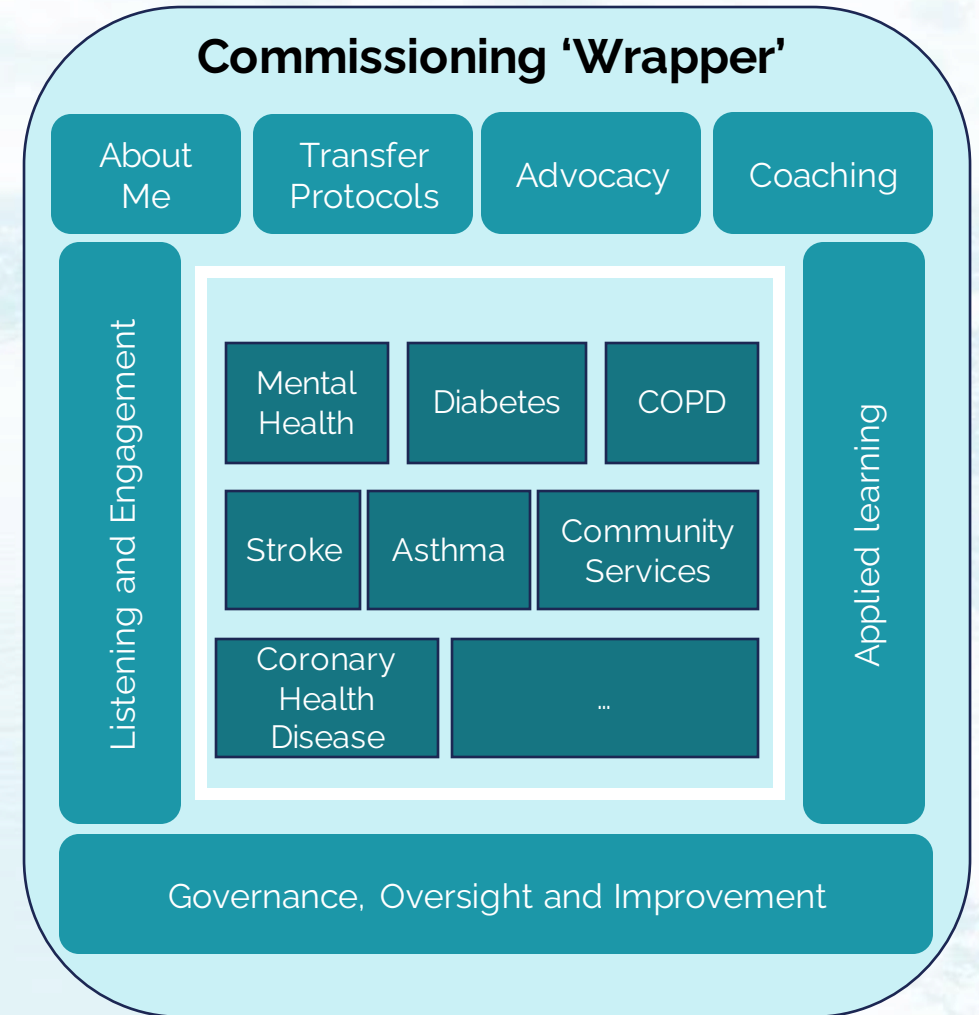 Commissioning ‘Wrapper’
About
Me
Transfer
Protocols
Advocacy
Coaching
Listening and Engagement
Mental
Health
Diabetes
COPD
Stroke
Asthma
Community
Services
Coronary
Health
Disease
...
Applied learning
Governance, Oversight and Improvement